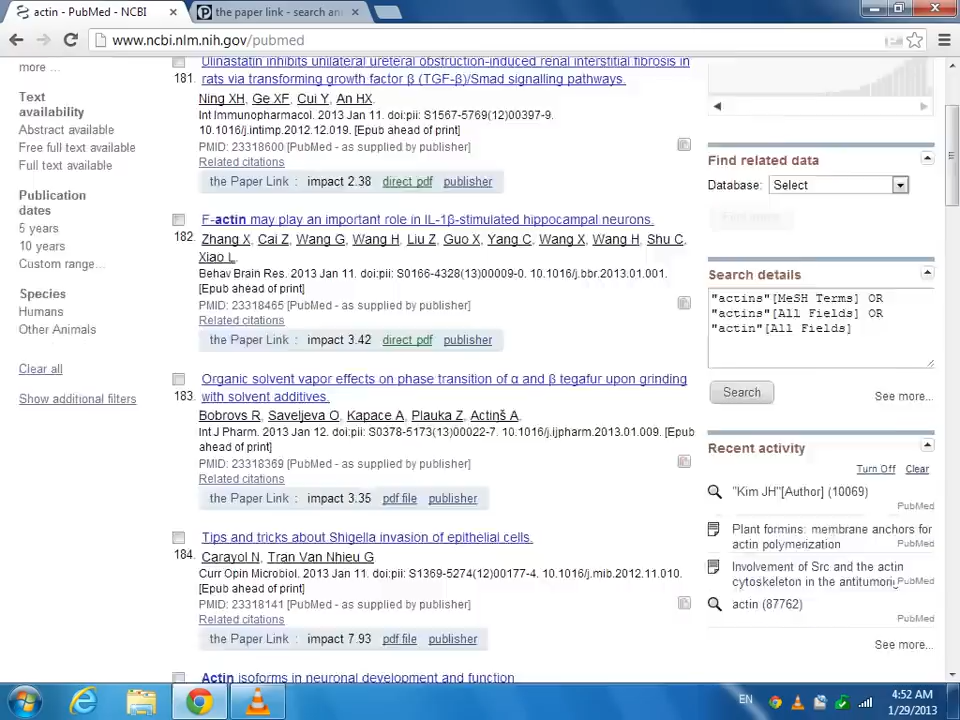 actin - PubMed - NCBI
the paper link - search an
www.ncbi.nlm.nih.gov/pubmed
more ...
Text
availability
Abstract available
Free full text available
Full text available
Publication
dates
5 years
10 years
Custom range...
Species
Humans
Other Animals
Clear all
Show additional filters
Ulinastatin inhibits unilateral ureteral obstruction-induced renal interstitial fibrosis in
181. rats via transforming growth factor β (TGF-β)/Smad signalling pathways.
Ning XH, Ge XF, Cui Y, An HX.
Int Immunopharmacol. 2013 Jan 11. doi:pii: S1567-5769(12)00397-9.
10.1016/j.intimp.2012.12.019. [Epub ahead of print]
PMID: 23318600 [PubMed - as supplied by publisher]
Related citations
the Paper Link : impact 2.38 direct pdf publisher
F-actin may play an important role in IL-1β-stimulated hippocampal neurons.
182. Zhang X, Cai Z, Wang G, Wang H, Liu Z, Guo X, Yang C, Wang X, Wang H, Shu C,
Xiao L.
Behav Brain Res. 2013 Jan 11. doi:pii: S0166-4328(13)00009-0. 10.1016/j.bbr.2013.01.001.
[Epub ahead of print]
PMID: 23318465 [PubMed - as supplied by publisher]
Related citations
the Paper Link : impact 3.42 direct pdf publisher
Organic solvent vapor effects on phase transition of α and β tegafur upon grinding
183. with solvent additives.
Bobrovs R, Saveljeva O, Kapace A, Plauka Z, Actiņš A.
Int J Pharm. 2013 Jan 12. doi:pii: S0378-5173(13)00022-7. 10.1016/j.ijpharm.2013.01.009. [Epub
ahead of print]
PMID: 23318369 [PubMed - as supplied by publisher]
Related citations
the Paper Link : impact 3.35 pdf file publisher
Tips and tricks about Shigella invasion of epithelial cells.
184. Carayol N, Tran Van Nhieu G.
Curr Opin Microbiol. 2013 Jan 11. doi:pii: S1369-5274(12)00177-4. 10.1016/j.mib.2012.11.010.
[Epub ahead of print]
PMID: 23318141 [PubMed - as supplied by publisher]
Related citations
the Paper Link : impact 7.93 pdf file publisher
Actin isoforms in neuronal development and function
Find related data
Database: Select
Find items
Search details
"actins"[MeSH Terms] OR
"actins"[All Fields] OR
"actin"[All Fields]
Search
See more...
Recent activity
Turn Off Clear
"Kim JH"[Author] (10069)
PubMed
Plant formins: membrane anchors for
actin polymerization
PubMed
Involvement of Src and the actin
cytoskeleton in the antitumorig
PubMed
actin (87762)
PubMed
See more...
EN
4:52 AM
1/29/2013